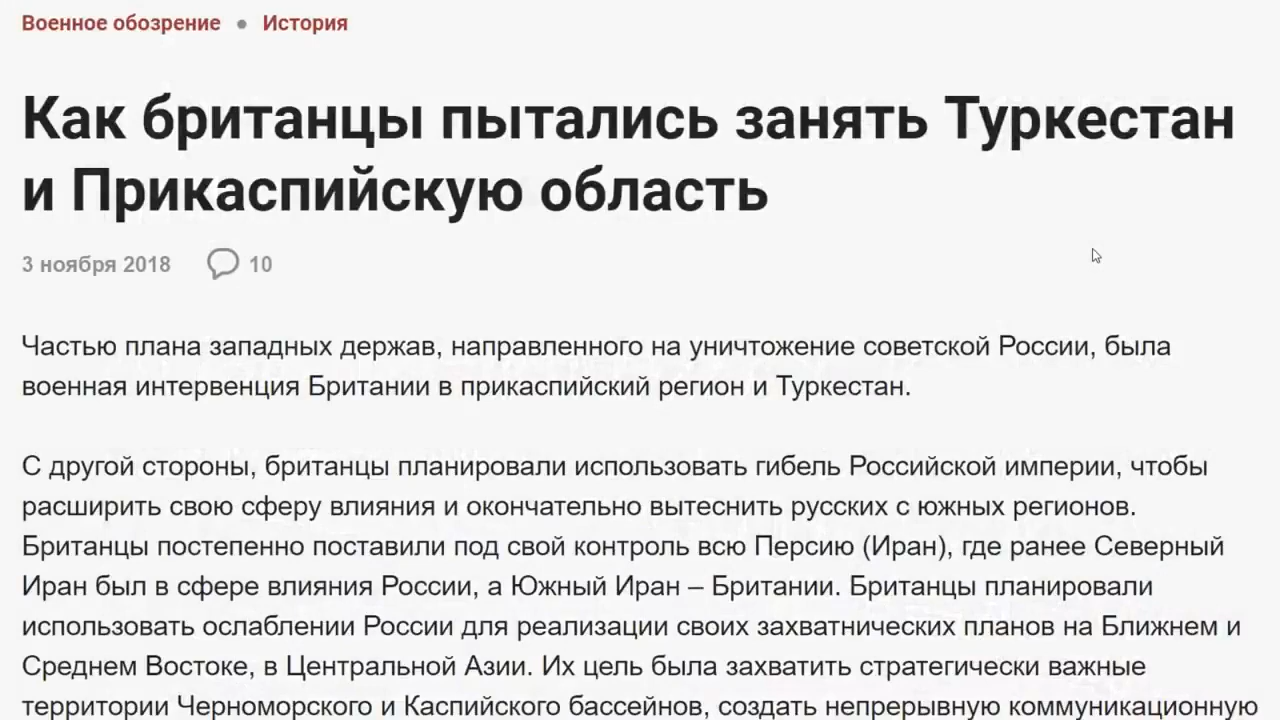 Военное обозрение ● История
Как британцы пытались занять Туркестан
и Прикаспийскую область
3 ноября 2018 10
Частью плана западных держав, направленного на уничтожение советской России, была
военная интервенция Британии в прикаспийский регион и Туркестан.
С другой стороны, британцы планировали использовать гибель Российской империи, чтобы
расширить свою сферу влияния и окончательно вытеснить русских с южных регионов.
Британцы постепенно поставили под свой контроль всю Персию (Иран), где ранее Северный
Иран был в сфере влияния России, а Южный Иран – Британии. Британцы планировали
использовать ослаблении России для реализации своих захватнических планов на Ближнем и
Среднем Востоке, в Центральной Азии. Их цель была захватить стратегически важные
территории Черноморского и Каспийского бассейнов, создать непрерывную коммуникационную